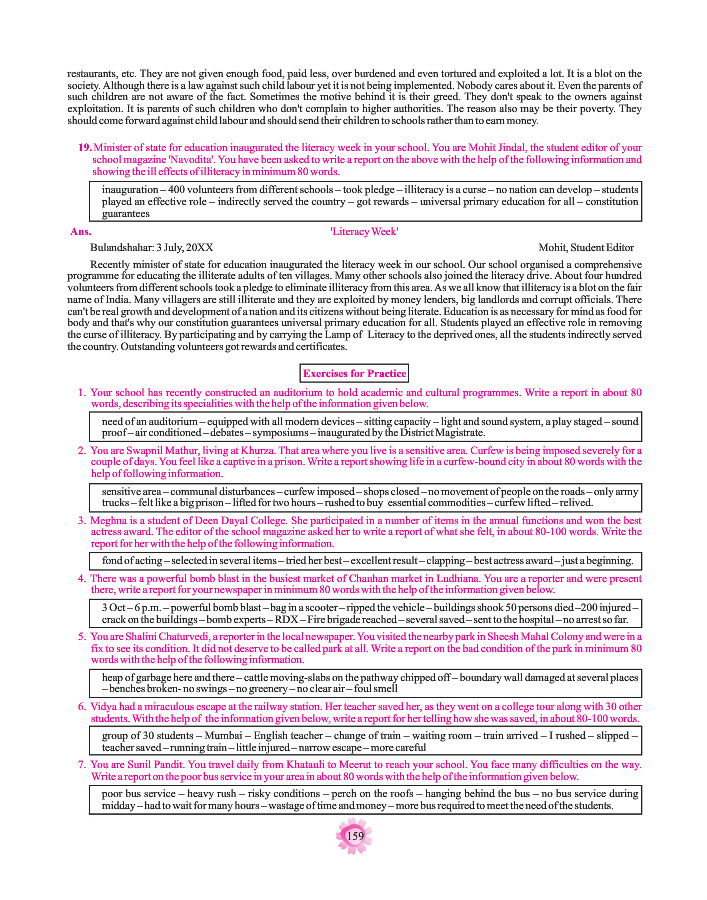 restaurants, etc. They are not given enough food, paid less, over burdened and even tortured and exploited a lot. It is a blot on the
society. Although there is a law against such child labour yet it is not being implemented. Nobody cares about it. Even the parents of
such children are not aware of the fact. Sometimes the motive behind it is their greed. They don't speak to the owners against
exploitation. It is parents of such children who don't complain to higher authorities. The reason also may be their poverty. They
should come forward against child labour and should send their children to schools rather than to earn money.
19. Minister of state for education inaugurated the literacy week in your school. You are Mohit Jindal, the student editor of your
school magazine 'Navodita'. You have been asked to write a report on the above with the help of the following information and
showing the ill effects of illiteracy in minimum 80 words.
inauguration – 400 volunteers from different schools – took pledge – illiteracy is a curse – no nation can develop – students
played an effective role – indirectly served the country – got rewards – universal primary education for all – constitution
guarantees
Ans. 'Literacy Week'
Bulandshahar: 3 July, 20XX Mohit, Student Editor
Recently minister of state for education inaugurated the literacy week in our school. Our school organised a comprehensive
programme for educating the illiterate adults of ten villages. Many other schools also joined the literacy drive. About four hundred
volunteers from different schools took a pledge to eliminate illiteracy from this area. As we all know that illiteracy is a blot on the fair
name of India. Many villagers are still illiterate and they are exploited by money lenders, big landlords and corrupt officials. There
can't be real growth and development of a nation and its citizens without being literate. Education is as necessary for mind as food for
body and that's why our constitution guarantees universal primary education for all. Students played an effective role in removing
the curse of illiteracy. By participating and by carrying the Lamp of Literacy to the deprived ones, all the students indirectly served
the country. Outstanding volunteers got rewards and certificates.
Exercises for Practice
1. Your school has recently constructed an auditorium to hold academic and cultural programmes. Write a report in about 80
words, describing its specialities with the help of the information given below.
need of an auditorium – equipped with all modern devices – sitting capacity – light and sound system, a play staged – sound
proof – air conditioned – debates – symposiums – inaugurated by the District Magistrate.
2. You are Swapnil Mathur, living at Khurza. That area where you live is a sensitive area. Curfew is being imposed severely for a
couple of days. You feel like a captive in a prison. Write a report showing life in a curfew-bound city in about 80 words with the
help of following information.
sensitive area – communal disturbances – curfew imposed – shops closed – no movement of people on the roads – only army
trucks – felt like a big prison – lifted for two hours – rushed to buy essential commodities – curfew lifted – relived.
3. Meghna is a student of Deen Dayal College. She participated in a number of items in the annual functions and won the best
actress award. The editor of the school magazine asked her to write a report of what she felt, in about 80-100 words. Write the
report for her with the help of the following information.
fond of acting – selected in several items – tried her best – excellent result – clapping – best actress award – just a beginning.
4. There was a powerful bomb blast in the busiest market of Chauhan market in Ludhiana. You are a reporter and were present
there, write a report for your newspaper in minimum 80 words with the help of the information given below.
3 Oct – 6 p.m. – powerful bomb blast – bag in a scooter – ripped the vehicle – buildings shook 50 persons died –200 injured –
crack on the buildings – bomb experts – RDX – Fire brigade reached – several saved – sent to the hospital – no arrest so far.
5. You are Shalini Chaturvedi, a reporter in the local newspaper. You visited the nearby park in Sheesh Mahal Colony and were in a
fix to see its condition. It did not deserve to be called park at all. Write a report on the bad condition of the park in minimum 80
words with the help of the following information.
heap of garbage here and there – cattle moving-slabs on the pathway chipped off – boundary wall damaged at several places
– benches broken- no swings – no greenery – no clear air – foul smell
6. Vidya had a miraculous escape at the railway station. Her teacher saved her, as they went on a college tour along with 30 other
students. With the help of the information given below, write a report for her telling how she was saved, in about 80-100 words.
group of 30 students – Mumbai – English teacher – change of train – waiting room – train arrived – I rushed – slipped –
teacher saved – running train – little injured – narrow escape – more careful
7. You are Sunil Pandit. You travel daily from Khatauli to Meerut to reach your school. You face many difficulties on the way.
Write a report on the poor bus service in your area in about 80 words with the help of the information given below.
poor bus service – heavy rush – risky conditions – perch on the roofs – hanging behind the bus – no bus service during
midday – had to wait for many hours – wastage of time and money – more bus required to meet the need of the students.
159